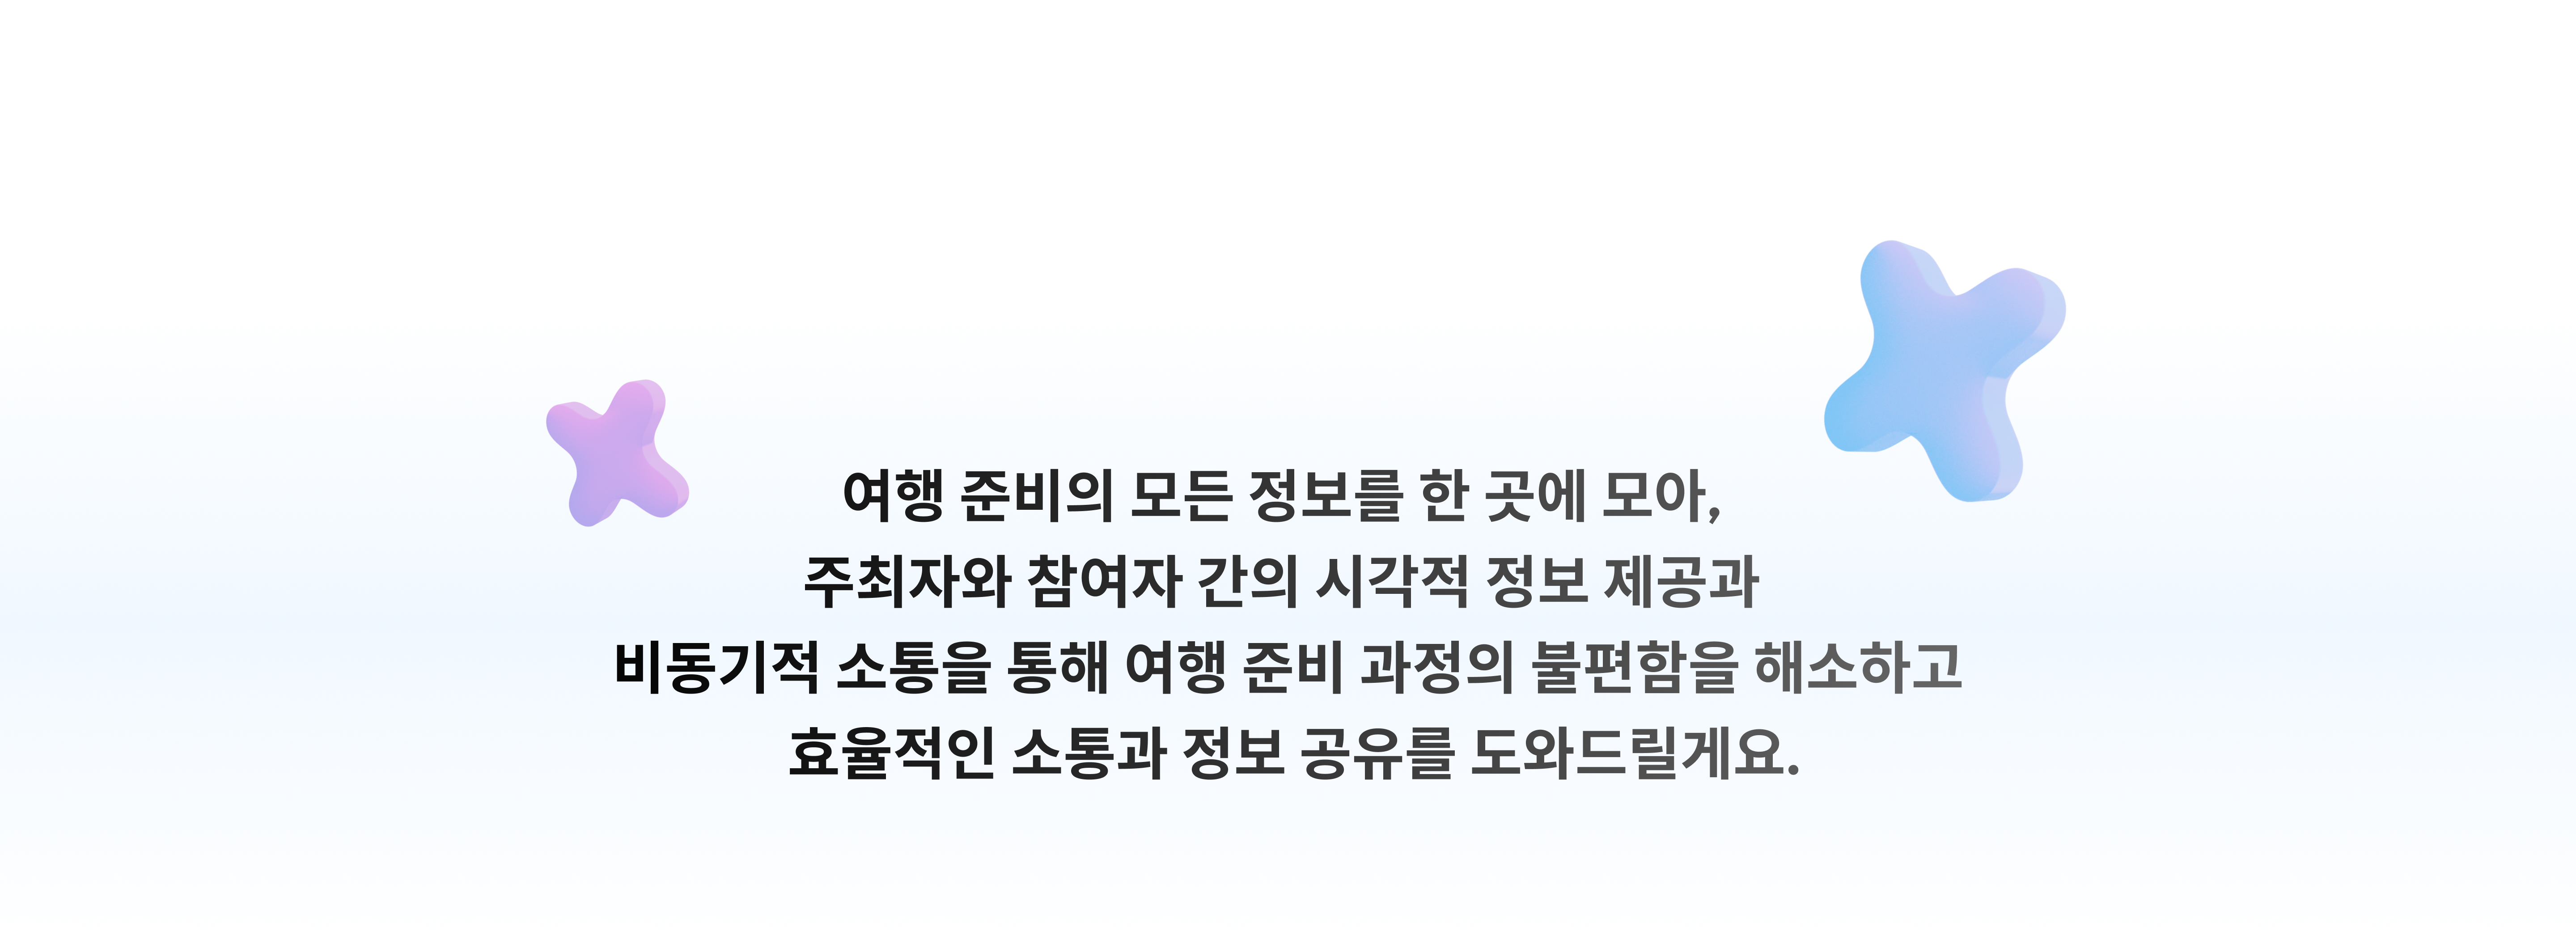 여행 준비의 모든 정보를 한 곳에 모아,
주최자와 참여자 간의 시각적 정보 제공과
비동기적 소통을 통해 여행 준비 과정의 불편함을 해소하고
효율적인 소통과 정보 공유를 도와드릴게요.